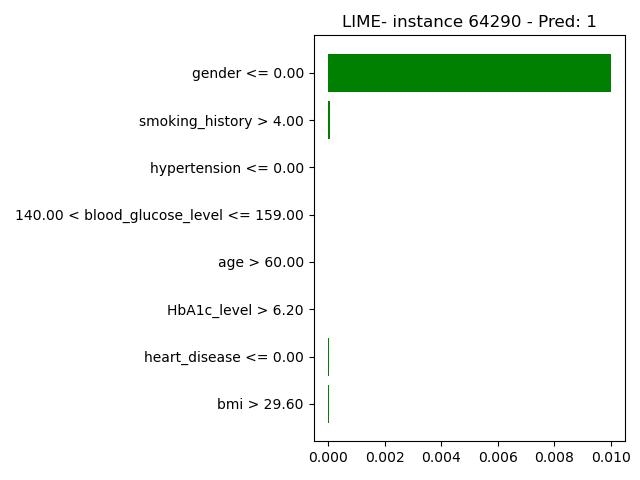 LIME- instance 64290 - Pred: 1
gender <= 0.00
smoking_history > 4.00
hypertension <= 0.00
140.00 < blood_glucose_level <= 159.00
age > 60.00
HbA1c_level > 6.20
heart_disease <= 0.00
bmi > 29.60
0.000 0.002 0.004 0.006 0.008 0.010